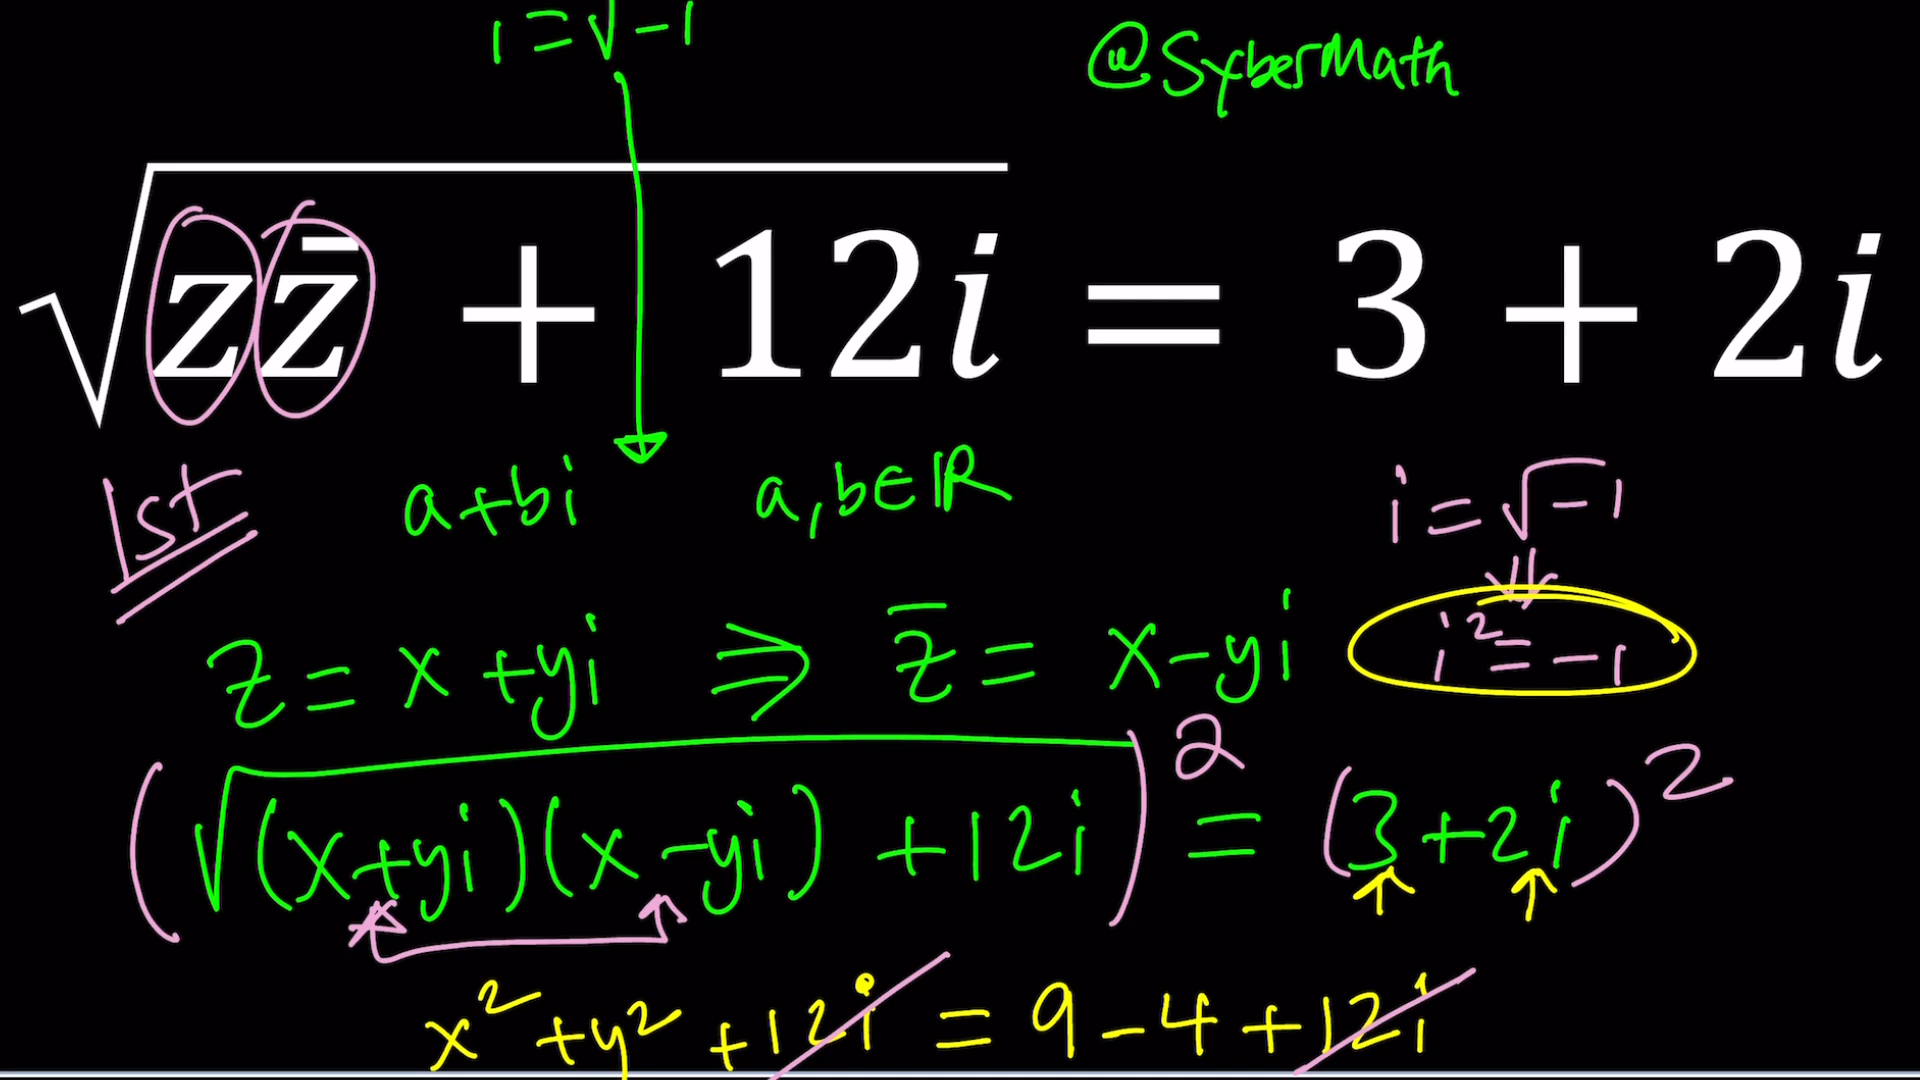 i = √-1
@SyberMath
√(zz̄ + 12i) = 3 + 2i
1st
a+bi a,b∈ℝ
i = √-1
⇓
i² = -1
z = x+yi ⇒ z̄ = x-yi
(√((x+yi)(x-yi) +12i))² = (3+2i)²
x²+y²+12i = 9-4+12i